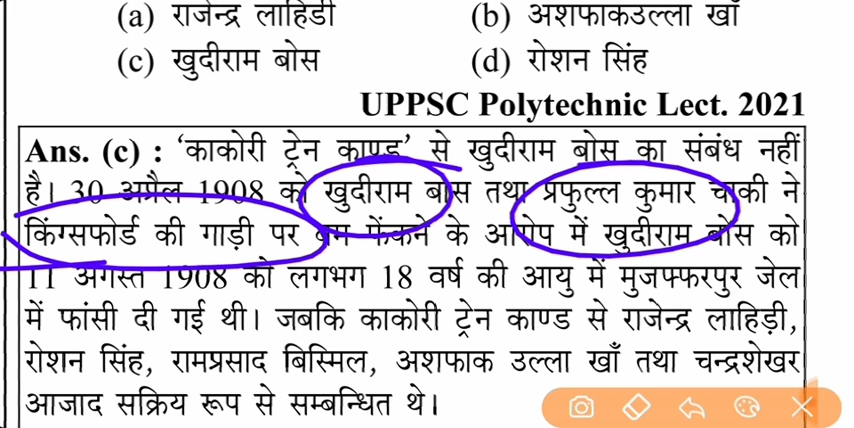 (a) राजेन्द्र लाहिडी (b) अशफाकउल्ला खाँ
(c) खुदीराम बोस (d) रोशन सिंह
UPPSC Polytechnic Lect. 2021
Ans. (c) : 'काकोरी ट्रेन काण्ड' से खुदीराम बोस का संबंध नहीं
है। 30 अप्रैल 1908 को खुदीराम बोस तथा प्रफुल्ल कुमार चाकी ने
किंग्सफोर्ड की गाड़ी पर बम फेंकने के आरोप में खुदीराम बोस को
11 अगस्त 1908 को लगभग 18 वर्ष की आयु में मुजफ्फरपुर जेल
में फांसी दी गई थी। जबकि काकोरी ट्रेन काण्ड से राजेन्द्र लाहिड़ी,
रोशन सिंह, रामप्रसाद बिस्मिल, अशफाक उल्ला खाँ तथा चन्द्रशेखर
आजाद सक्रिय रूप से सम्बन्धित थे।